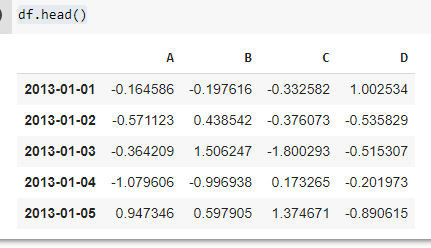 df.head()
A B C D
2013-01-01 -0.164586 -0.197616 -0.332582 1.002534
2013-01-02 -0.571123 0.438542 -0.376073 -0.535829
2013-01-03 -0.364209 1.506247 -1.800293 -0.515307
2013-01-04 -1.079606 -0.996938 0.173265 -0.201973
2013-01-05 0.947346 0.597905 1.374671 -0.890615